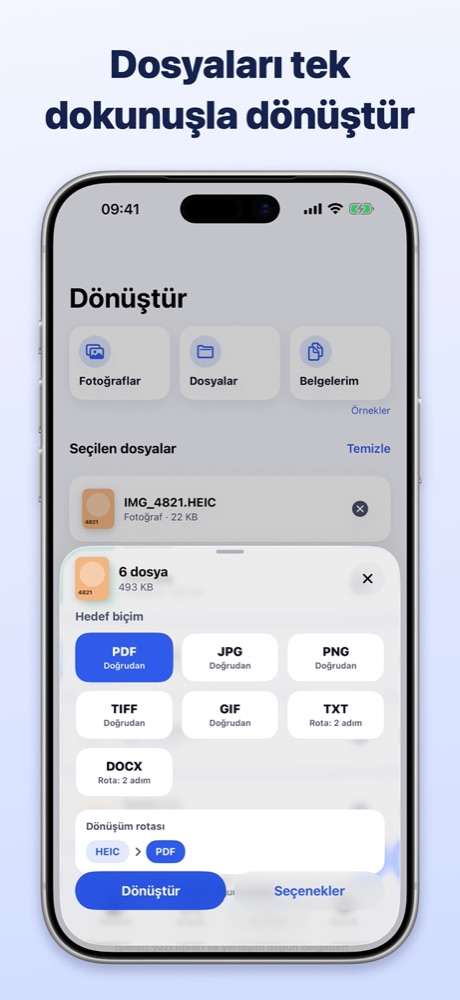 Dosyaları tek
dokunuşla dönüştür
09:41
Dönüştür
Fotoğraflar
Dosyalar
Belgelerim
Örnekler
Seçilen dosyalar
Temizle
4821
IMG_4821.HEIC
Fotoğraf · 22 KB
4821
6 dosya
493 KB
Hedef biçim
PDF
Doğrudan
JPG
Doğrudan
PNG
Doğrudan
TIFF
Doğrudan
GIF
Doğrudan
TXT
Rota: 2 adım
DOCX
Rota: 2 adım
Dönüşüm rotası
HEIC
PDF
Dönüştür
Seçenekler